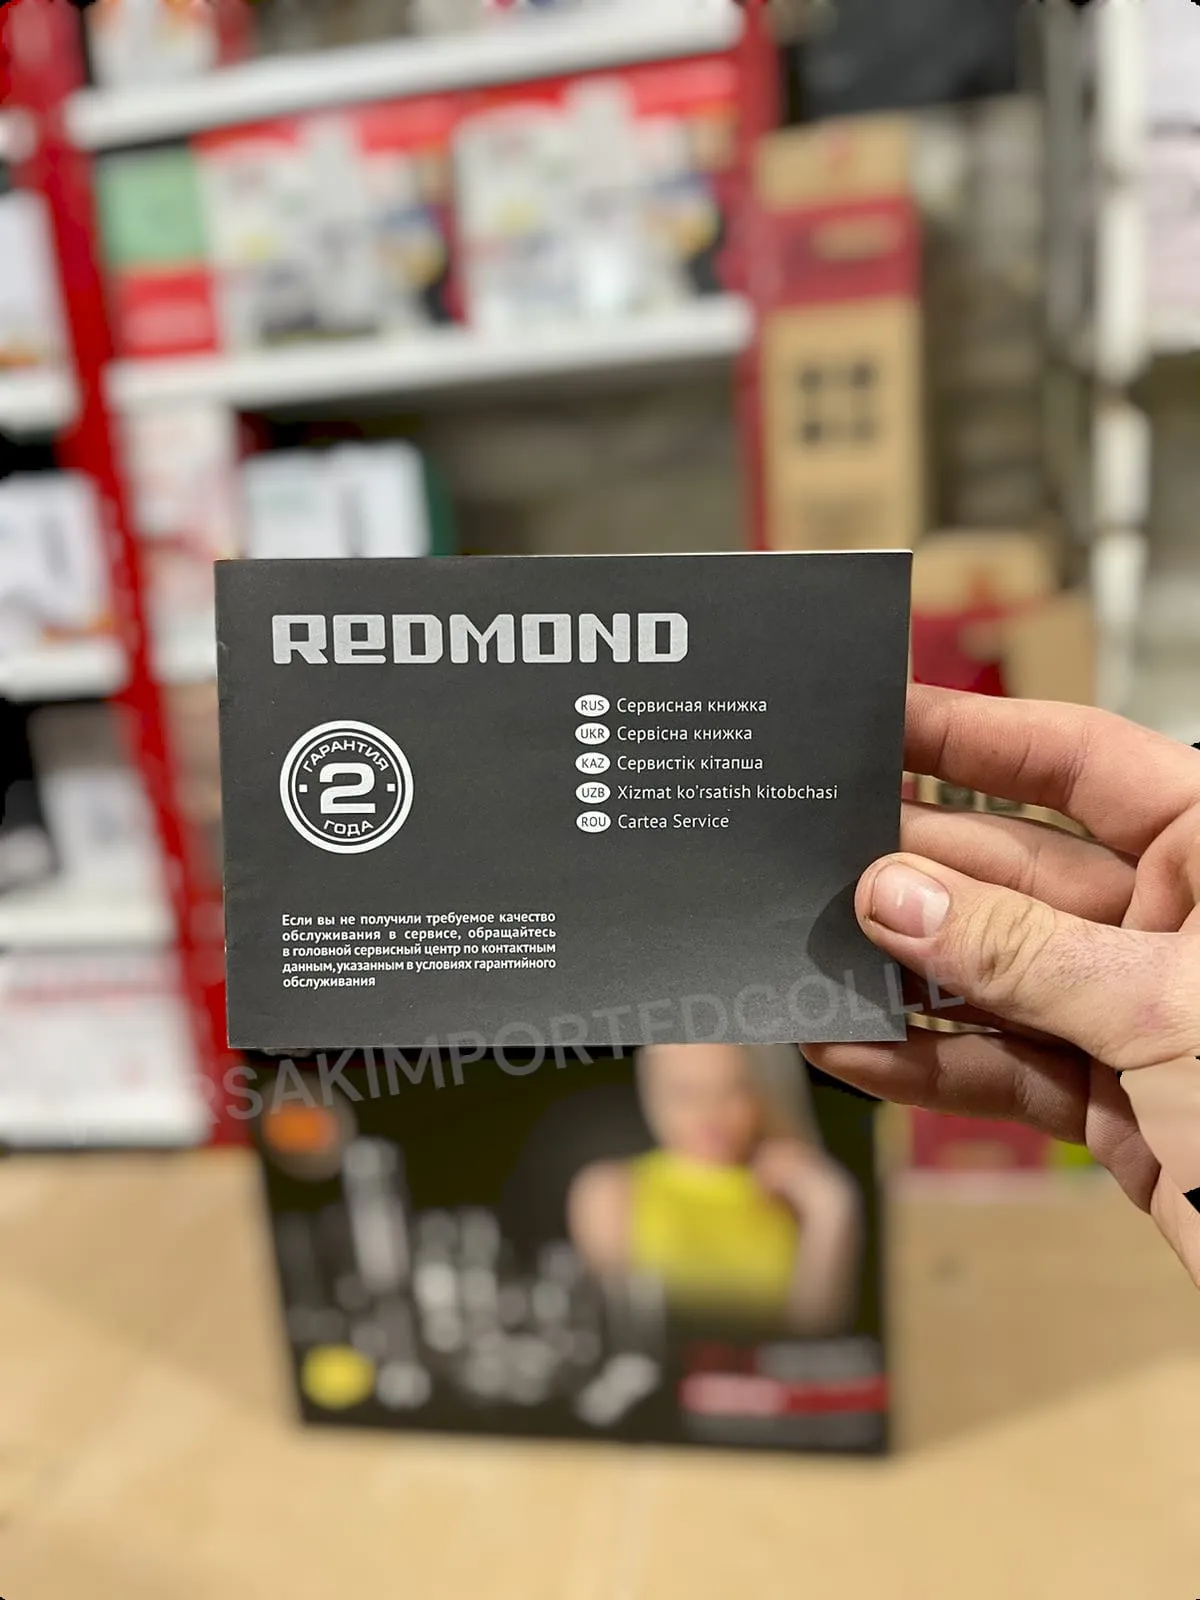 REDMOND
RUS Сервисная книжка
UKR Сервісна книжка
KAZ Сервистік кітапша
UZB Xizmat ko'rsatish kitobchasi
ROU Cartea Service
ГАРАНТИЯ
2
ГОДА
Если вы не получили требуемое качество
обслуживания в сервисе, обращайтесь
в головной сервисный центр по контактным
данным, указанным в условиях гарантийного
обслуживания